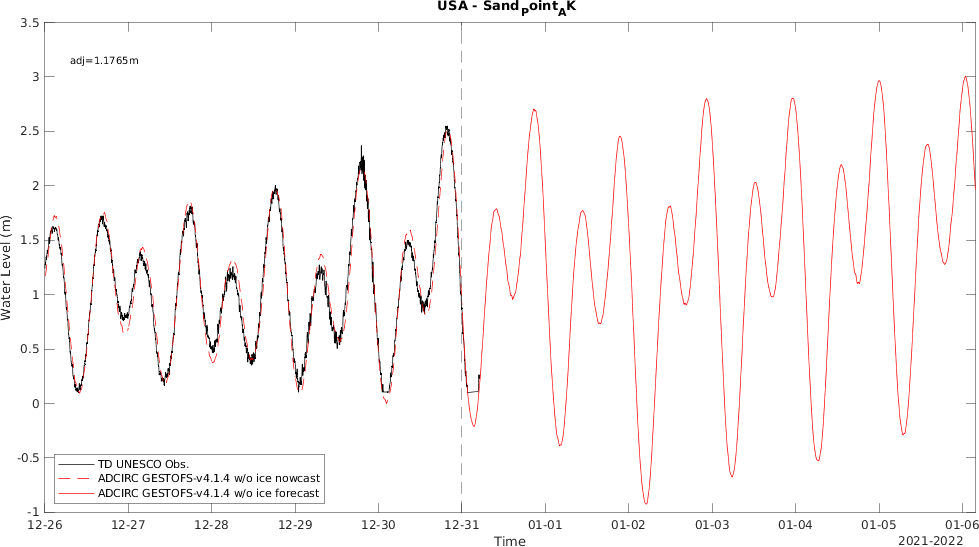 USA - Sand_Point_AK
3.5
adj=1.1765m
3
2.5
2
1.5
1
0.5
0
-0.5
-1
Water Level (m)
TD UNESCO Obs.
ADCIRC GESTOFS-v4.1.4 w/o ice nowcast
ADCIRC GESTOFS-v4.1.4 w/o ice forecast
12-26 12-27 12-28 12-29 12-30 12-31 01-01 01-02 01-03 01-04 01-05 01-06
Time
2021-2022